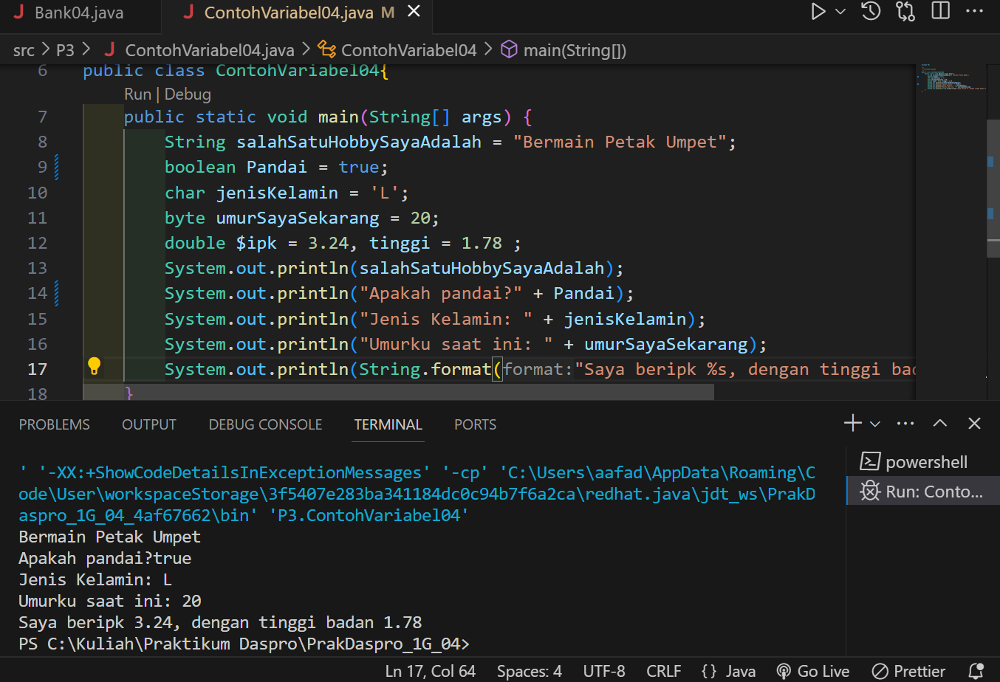 Bank04.java ContohVariabel04.java M
src > P3 > ContohVariabel04.java > ContohVariabel04 > main(String[])
6 public class ContohVariabel04{
Run | Debug
7 public static void main(String[] args) {
8 String salahSatuHobbySayaAdalah = "Bermain Petak Umpet";
9 boolean Pandai = true;
10 char jenisKelamin = 'L';
11 byte umurSayaSekarang = 20;
12 double $ipk = 3.24, tinggi = 1.78 ;
13 System.out.println(salahSatuHobbySayaAdalah);
14 System.out.println("Apakah pandai?" + Pandai);
15 System.out.println("Jenis Kelamin: " + jenisKelamin);
16 System.out.println("Umurku saat ini: " + umurSayaSekarang);
17 System.out.println(String.format(format:"Saya beripk %s, dengan tinggi bad
18 }
PROBLEMS OUTPUT DEBUG CONSOLE TERMINAL PORTS
' '-XX:+ShowCodeDetailsInExceptionMessages' '-cp' 'C:\Users\aafad\AppData\Roaming\C
ode\User\workspaceStorage\3f5407e283ba341184dc0c94b7f6a2ca\redhat.java\jdt_ws\PrakD
aspro_1G_04_4af67662\bin' 'P3.ContohVariabel04'
Bermain Petak Umpet
Apakah pandai?true
Jenis Kelamin: L
Umurku saat ini: 20
Saya beripk 3.24, dengan tinggi badan 1.78
PS C:\Kuliah\Praktikum Daspro\PrakDaspro_1G_04>
powershell
Run: Conto...
Ln 17, Col 64 Spaces: 4 UTF-8 CRLF {} Java Go Live Prettier